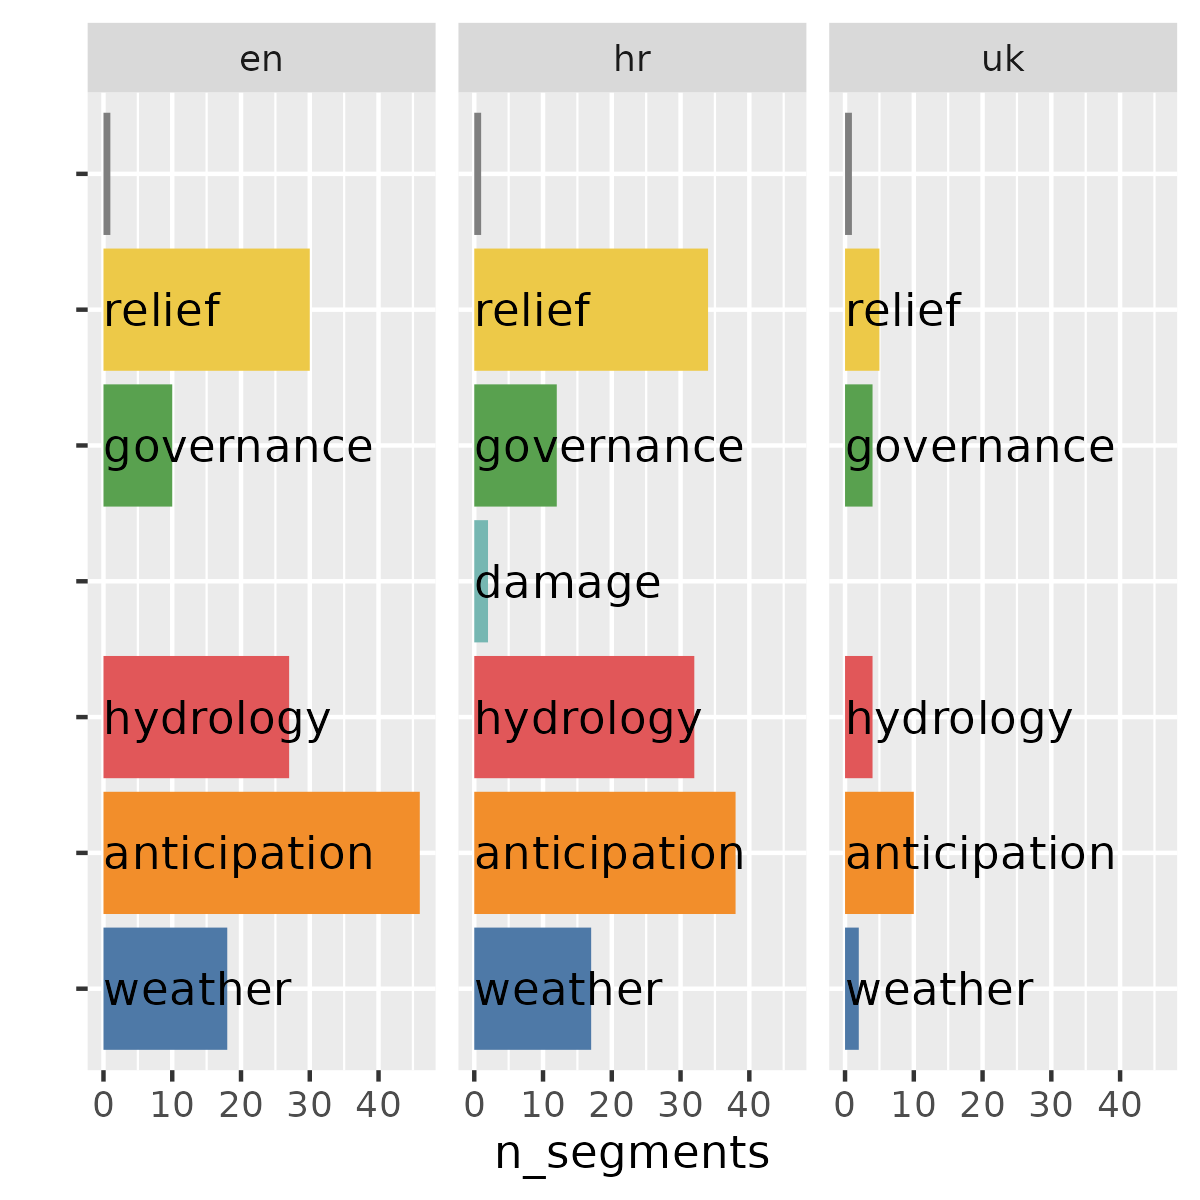 en hr uk
relief relief relief
governance governance governance
damage
hydrology hydrology hydrology
anticipation anticipation anticipation
weather weather weather
0 10 20 30 40 0 10 20 30 40 0 10 20 30 40
n_segments